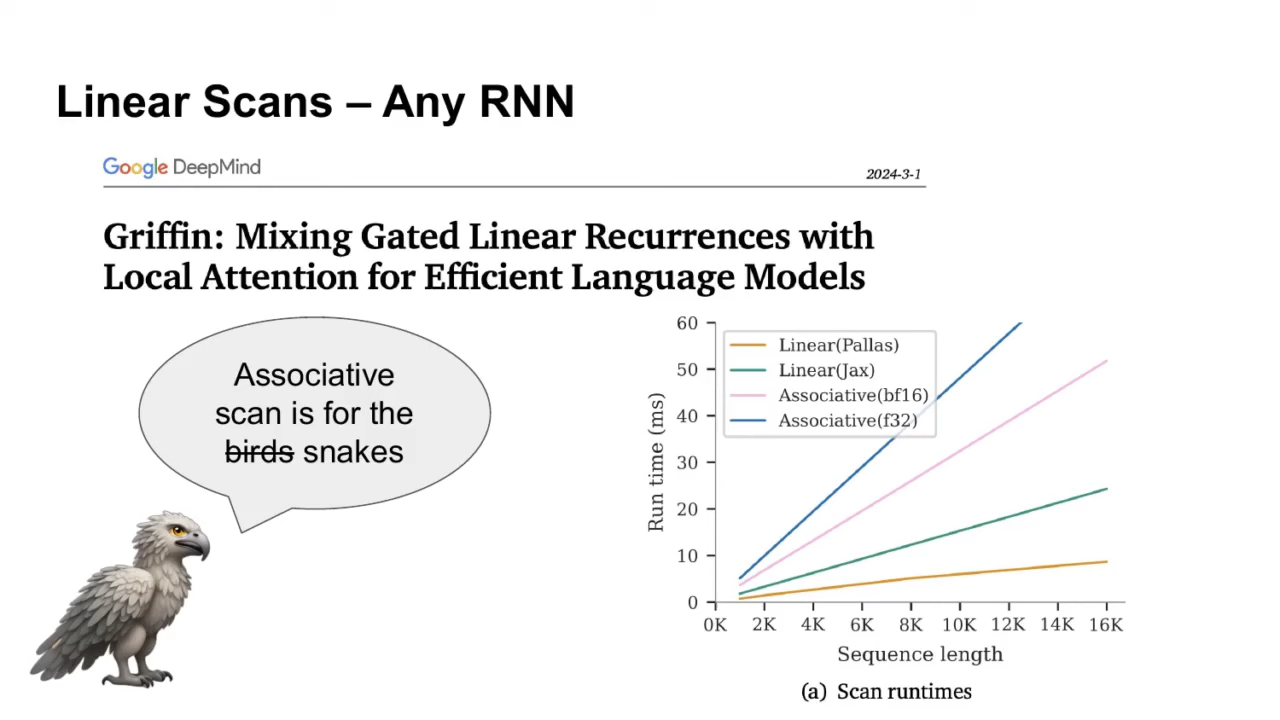 Linear Scans – Any RNN
Google DeepMind
2024-3-1
Griffin: Mixing Gated Linear Recurrences with
Local Attention for Efficient Language Models
Associative
scan is for the
birds snakes
60
50
40
30
20
10
0
Run time (ms)
Linear(Pallas)
Linear(Jax)
Associative(bf16)
Associative(f32)
0K 2K 4K 6K 8K 10K 12K 14K 16K
Sequence length
(a) Scan runtimes